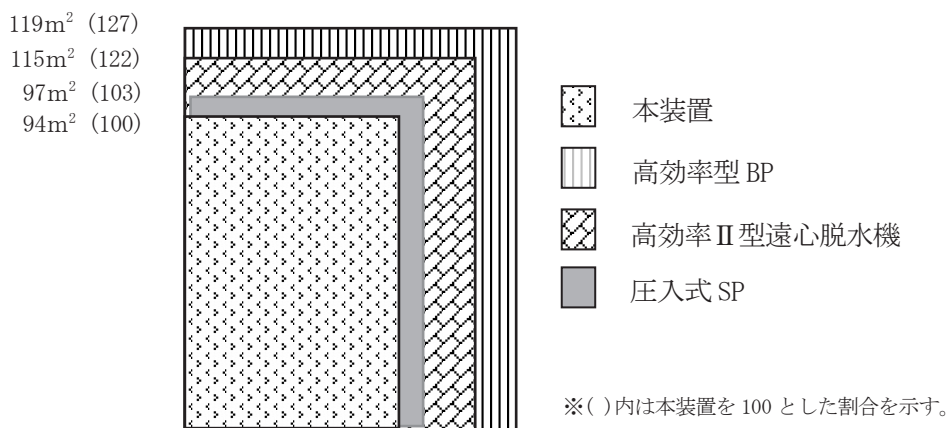 119m² (127)
115m² (122)
97m² (103)
94m² (100)
本装置
高効率型 BP
高効率Ⅱ型遠心脱水機
圧入式 SP
※( )内は本装置を 100 とした割合を示す。